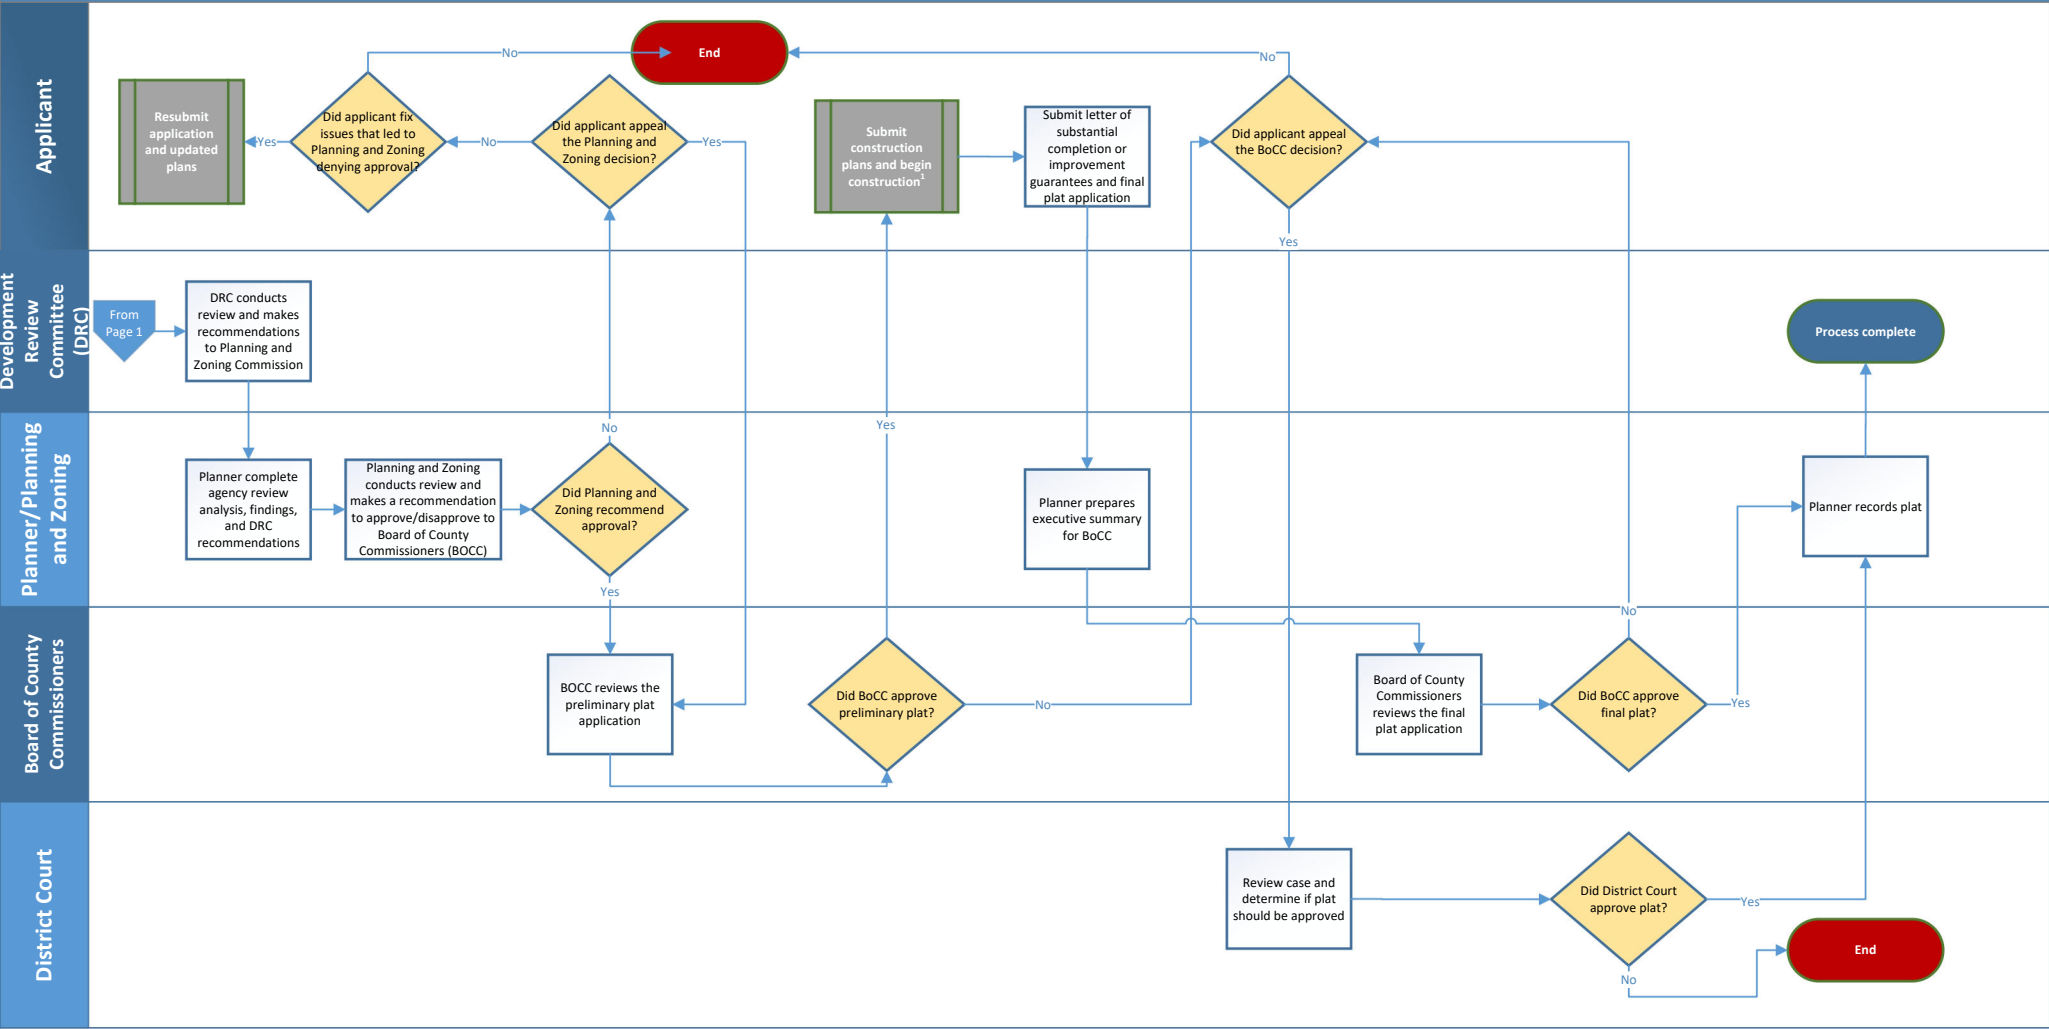 Applicant
End
No
No
Resubmit
application
and updated
plans
Yes
Did applicant fix
issues that led to
Planning and Zoning
denying approval?
No
Did applicant appeal
the Planning and
Zoning decision?
Yes
Submit
construction
plans and begin
construction1
Submit letter of
substantial
completion or
improvement
guarantees and final
plat application
Did applicant appeal
the BoCC decision?
Yes
Development
Review
Committee
(DRC)
From
Page 1
DRC conducts
review and makes
recommendations
to Planning and
Zoning Commission
Process complete
Planner/Planning
and Zoning
No
Yes
Planner complete
agency review
analysis, findings,
and DRC
recommendations
Planning and Zoning
conducts review and
makes a recommendation
to approve/disapprove to
Board of County
Commissioners (BOCC)
Did Planning and
Zoning recommend
approval?
Yes
Planner prepares
executive summary
for BoCC
Planner records plat
Board of County
Commissioners
No
BOCC reviews the
preliminary plat
application
Did BoCC approve
preliminary plat?
No
Board of County
Commissioners
reviews the final
plat application
Did BoCC approve
final plat?
Yes
District Court
Review case and
determine if plat
should be approved
Did District Court
approve plat?
Yes
No
End